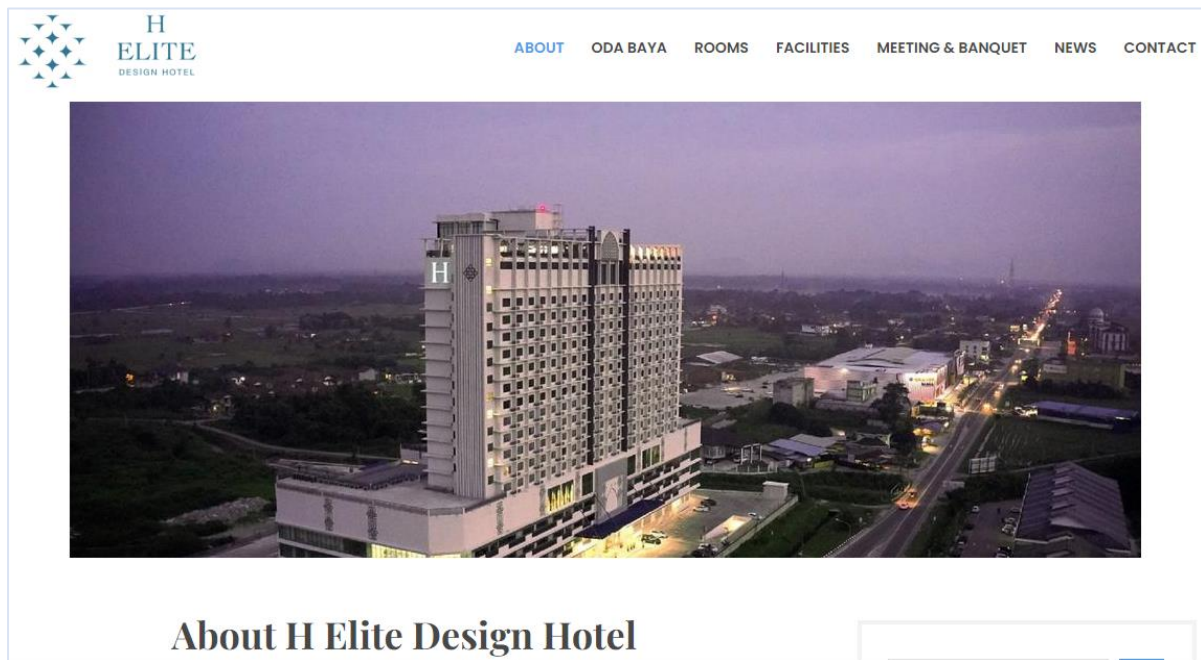 H
ELITE
DESIGN HOTEL
ABOUT ODA BAYA ROOMS FACILITIES MEETING & BANQUET NEWS CONTACT
H
About H Elite Design Hotel